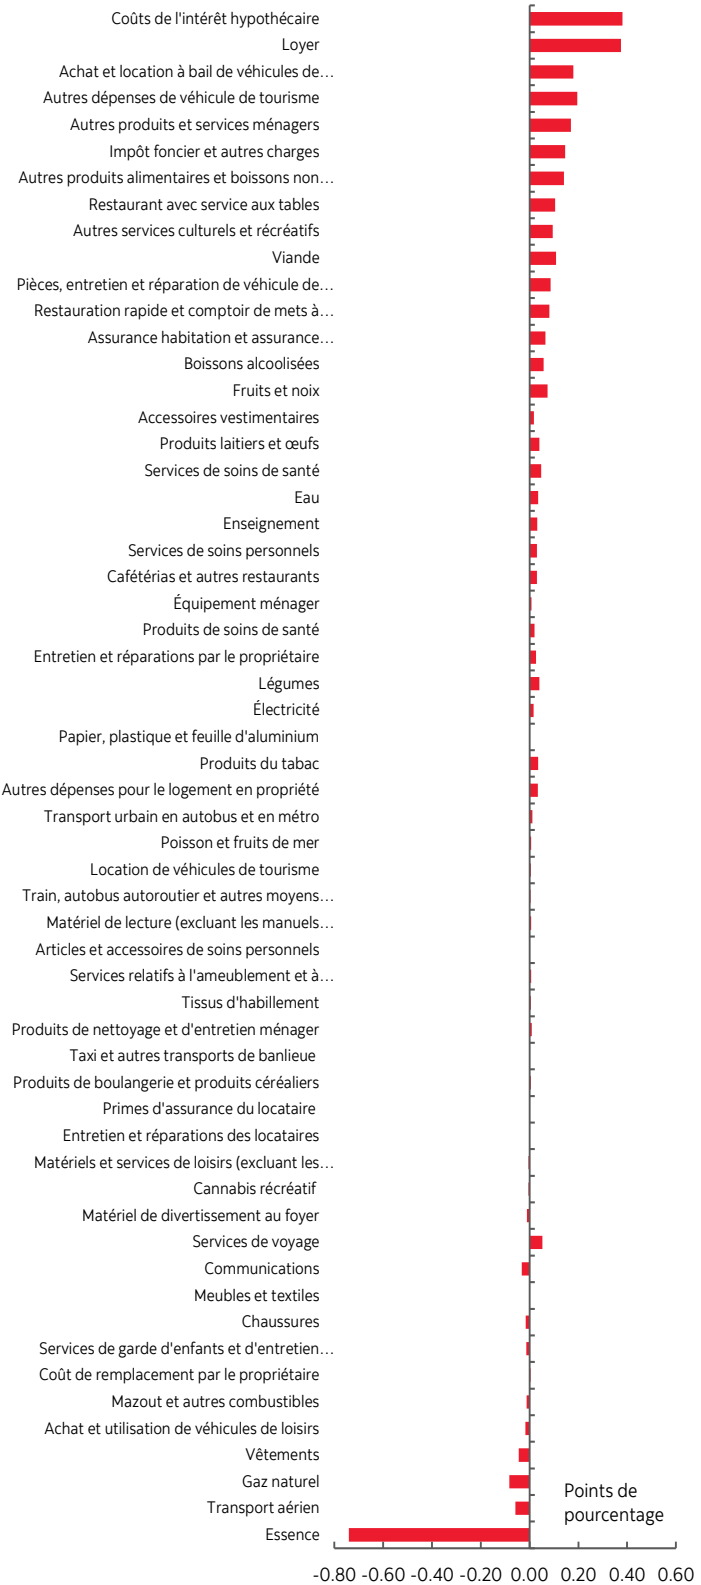 Coûts de l'intérêt hypothécaire
Loyer
Achat et location à bail de véhicules de…
Autres dépenses de véhicule de tourisme
Autres produits et services ménagers
Impôt foncier et autres charges
Autres produits alimentaires et boissons non…
Restaurant avec service aux tables
Autres services culturels et récréatifs
Viande
Pièces, entretien et réparation de véhicule de…
Restauration rapide et comptoir de mets à…
Assurance habitation et assurance…
Boissons alcoolisées
Fruits et noix
Accessoires vestimentaires
Produits laitiers et œufs
Services de soins de santé
Eau
Enseignement
Services de soins personnels
Cafétérias et autres restaurants
Équipement ménager
Produits de soins de santé
Entretien et réparations par le propriétaire
Légumes
Électricité
Papier, plastique et feuille d'aluminium
Produits du tabac
Autres dépenses pour le logement en propriété
Transport urbain en autobus et en métro
Poisson et fruits de mer
Location de véhicules de tourisme
Train, autobus autoroutier et autres moyens…
Matériel de lecture (excluant les manuels…
Articles et accessoires de soins personnels
Services relatifs à l'ameublement et à…
Tissus d'habillement
Produits de nettoyage et d'entretien ménager
Taxi et autres transports de banlieue
Produits de boulangerie et produits céréaliers
Primes d'assurance du locataire
Entretien et réparations des locataires
Matériels et services de loisirs (excluant les…
Cannabis récréatif
Matériel de divertissement au foyer
Services de voyage
Communications
Meubles et textiles
Chaussures
Services de garde d'enfants et d'entretien…
Coût de remplacement par le propriétaire
Mazout et autres combustibles
Achat et utilisation de véhicules de loisirs
Vêtements
Gaz naturel
Transport aérien
Essence
Points de
pourcentage
-0.80 -0.60 -0.40 -0.20 0.00 0.20 0.40 0.60